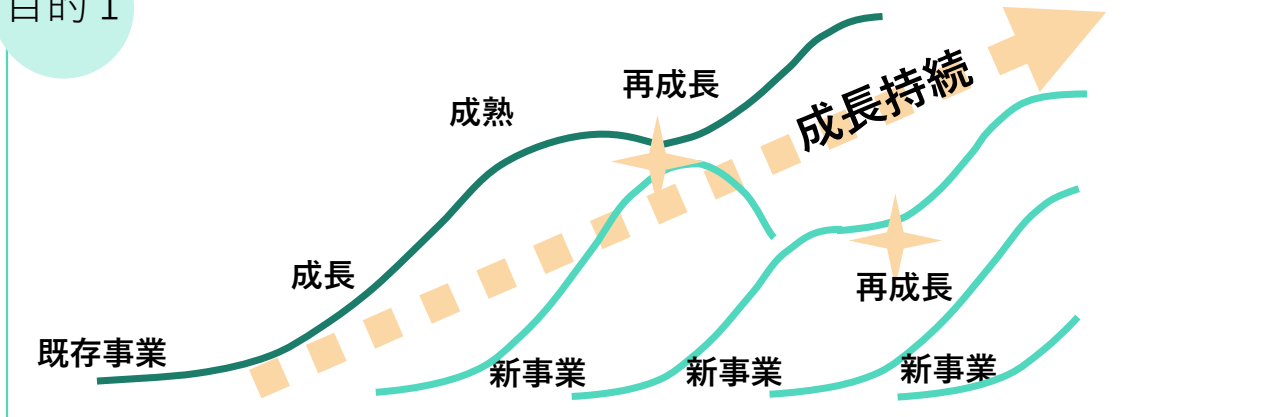 目的 1
再成長
成長持続
成熟
成長
再成長
既存事業
新事業
新事業
新事業